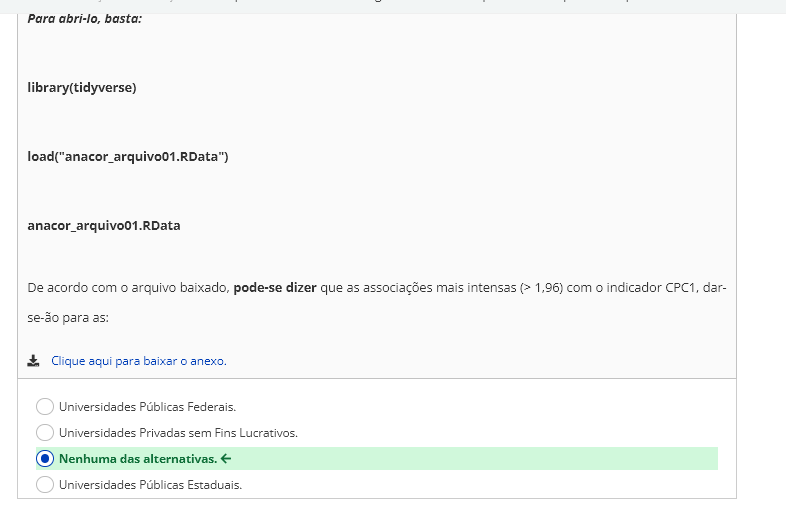 Para abri-lo, basta:
library(tidyverse)
load("anacor_arquivo01.RData")
anacor_arquivo01.RData
De acordo com o arquivo baixado, pode-se dizer que as associações mais intensas (> 1,96) com o indicador CPC1, dar-
se-ão para as:
Clique aqui para baixar o anexo.
Universidades Públicas Federais.
Universidades Privadas sem Fins Lucrativos.
Nenhuma das alternativas. ←
Universidades Públicas Estaduais.